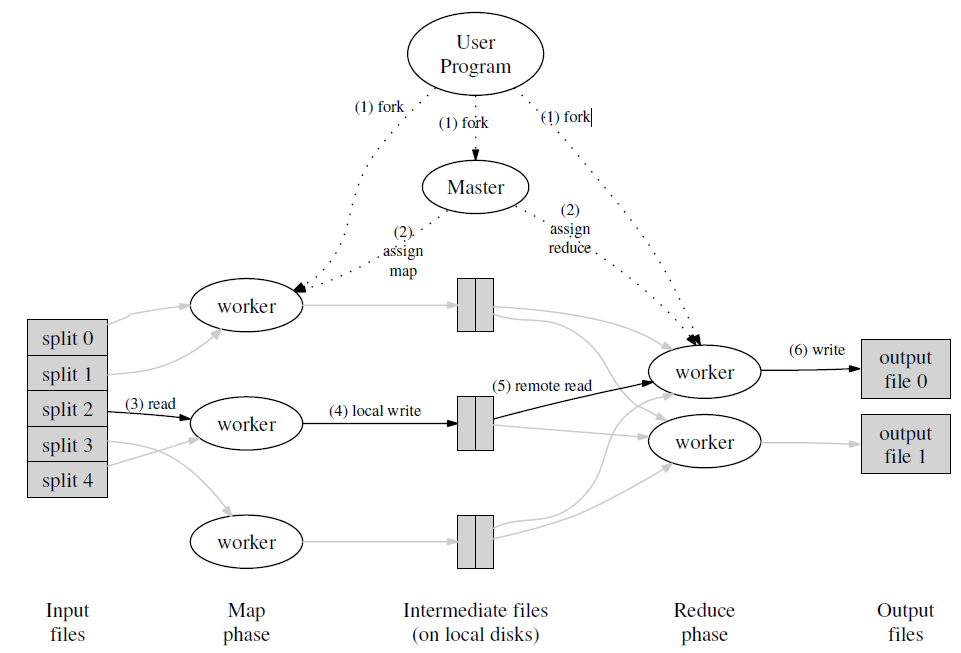 User
Program
(1) fork
(1) fork
(1) fork
Master
(2)
assign
map
(2)
assign
reduce
worker
split 0
split 1
split 2
split 3
split 4
(3) read
worker
(4) local write
(5) remote read
worker
(6) write
output
file 0
worker
output
file 1
worker
Input
files
Map
phase
Intermediate files
(on local disks)
Reduce
phase
Output
files